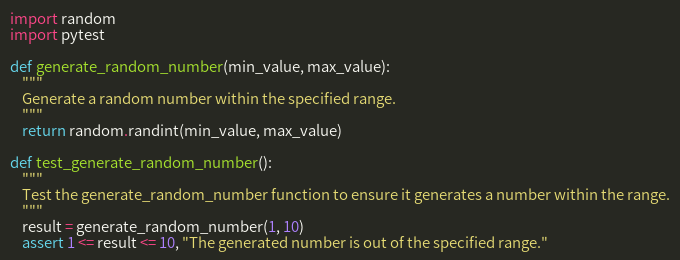 import random
import pytest
def generate_random_number(min_value, max_value):
"""
Generate a random number within the specified range.
"""
return random.randint(min_value, max_value)
def test_generate_random_number():
"""
Test the generate_random_number function to ensure it generates a number within the range.
"""
result = generate_random_number(1, 10)
assert 1 <= result <= 10, "The generated number is out of the specified range."